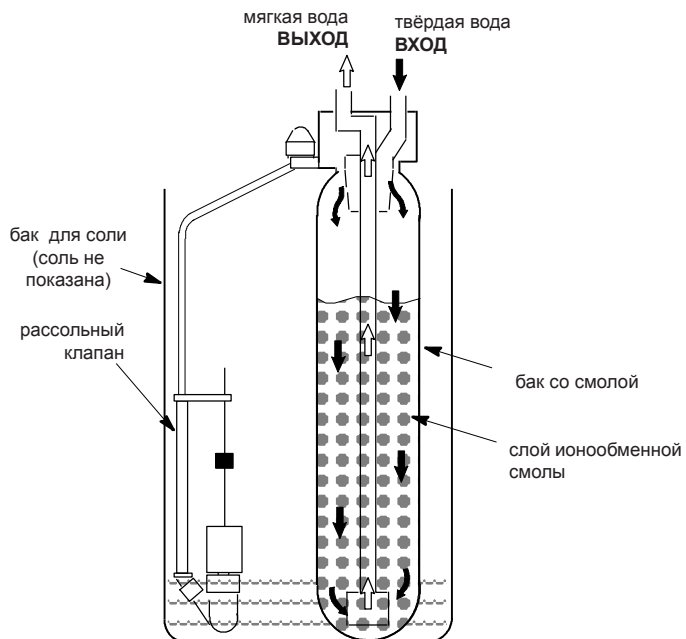 мягкая вода
ВЫХОД
твёрдая вода
ВХОД
бак для соли
(соль не
показана)
рассольный
клапан
бак со смолой
слой ионообменной
смолы